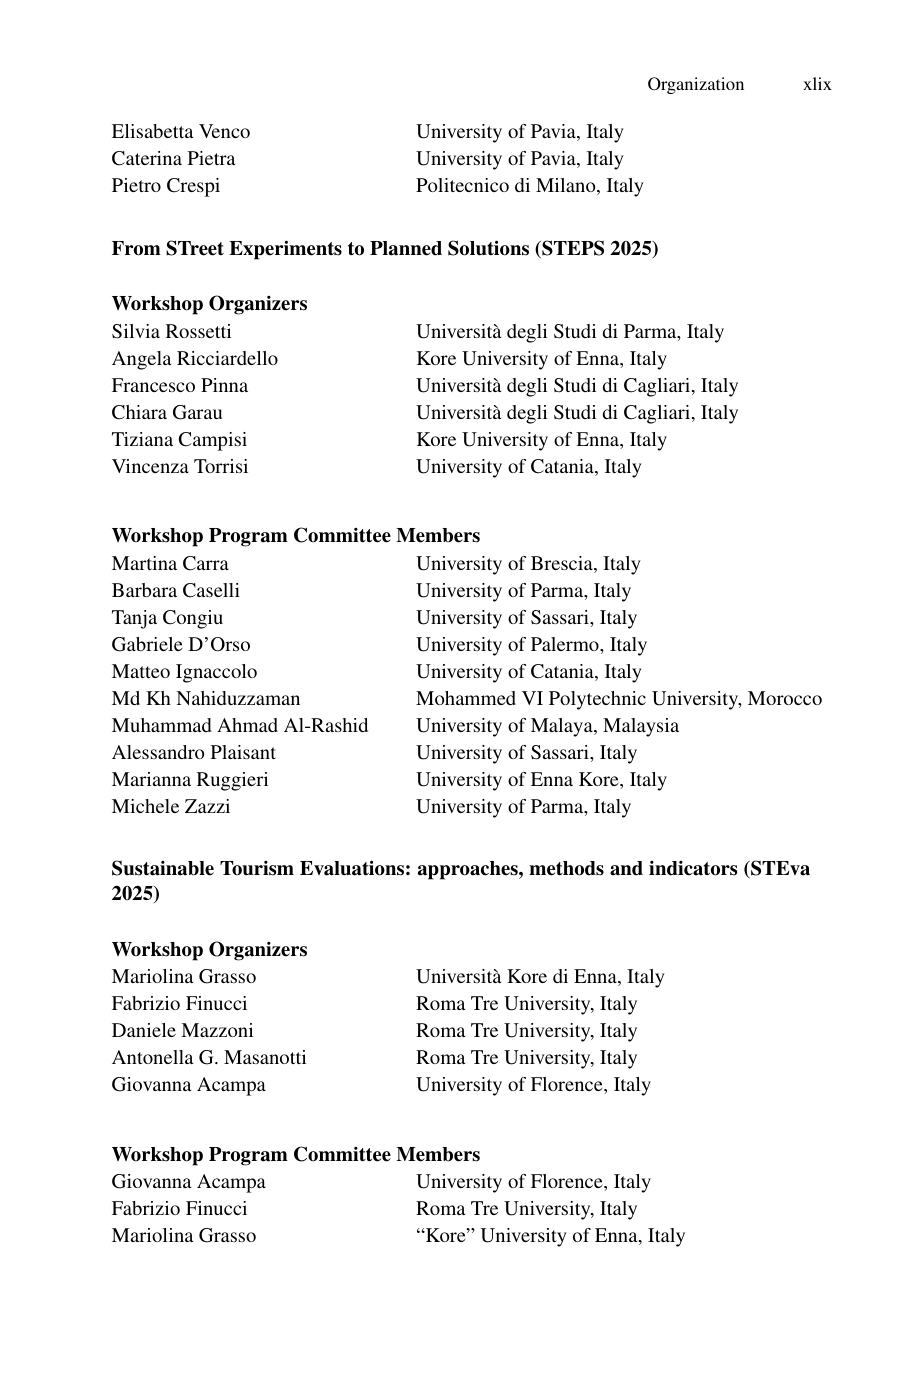 Organization xlix
Elisabetta Venco University of Pavia, Italy
Caterina Pietra University of Pavia, Italy
Pietro Crespi Politecnico di Milano, Italy
From STreet Experiments to Planned Solutions (STEPS 2025)
Workshop Organizers
Silvia Rossetti Università degli Studi di Parma, Italy
Angela Ricciardello Kore University of Enna, Italy
Francesco Pinna Università degli Studi di Cagliari, Italy
Chiara Garau Università degli Studi di Cagliari, Italy
Tiziana Campisi Kore University of Enna, Italy
Vincenza Torrisi University of Catania, Italy
Workshop Program Committee Members
Martina Carra University of Brescia, Italy
Barbara Caselli University of Parma, Italy
Tanja Congiu University of Sassari, Italy
Gabriele D’Orso University of Palermo, Italy
Matteo Ignaccolo University of Catania, Italy
Md Kh Nahiduzzaman Mohammed VI Polytechnic University, Morocco
Muhammad Ahmad Al-Rashid University of Malaya, Malaysia
Alessandro Plaisant University of Sassari, Italy
Marianna Ruggieri University of Enna Kore, Italy
Michele Zazzi University of Parma, Italy
Sustainable Tourism Evaluations: approaches, methods and indicators (STEva
2025)
Workshop Organizers
Mariolina Grasso Università Kore di Enna, Italy
Fabrizio Finucci Roma Tre University, Italy
Daniele Mazzoni Roma Tre University, Italy
Antonella G. Masanotti Roma Tre University, Italy
Giovanna Acampa University of Florence, Italy
Workshop Program Committee Members
Giovanna Acampa University of Florence, Italy
Fabrizio Finucci Roma Tre University, Italy
Mariolina Grasso “Kore” University of Enna, Italy